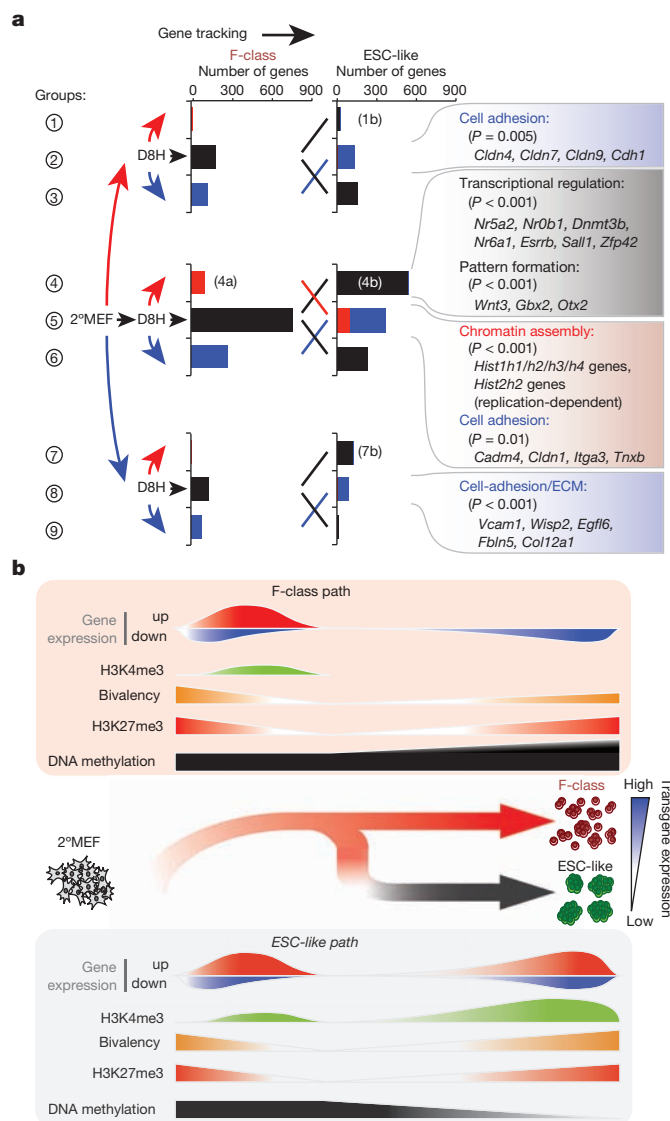 a
Gene tracking
F-class
Number of genes
0 300 900
ESC-like
Number of genes
0 300 900
Groups:
① (1b)
② D8H
③
Cell adhesion:
(P = 0.005)
Cldn4, Cldn7, Cldn9, Cdh1
Transcriptional regulation:
(P < 0.001)
Nr5a2, Nr0b1, Dnmt3b,
Nr6a1, Esrrb, Sall1, Zfp42
Pattern formation:
(P < 0.001)
Wnt3, Gbx2, Otx2
④ (4a) (4b)
2°MEF D8H
⑤
⑥
Chromatin assembly:
(P < 0.001)
Hist1h1/h2/h3/h4 genes,
Hist2h2 genes
(replication-dependent)
Cell adhesion:
(P = 0.01)
Cadm4, Cldn1, Itga3, Tnxb
⑦ (7b)
⑧ D8H
⑨
Cell-adhesion/ECM:
(P < 0.001)
Vcam1, Wisp2, Egfl6,
Fbln5, Col12a1
b
F-class path
Gene expression
up
down
H3K4me3
Bivalency
H3K27me3
DNA methylation
2°MEF
F-class
ESC-like
High
Transgene expression
Low
ESC-like path
Gene expression
up
down
H3K4me3
Bivalency
H3K27me3
DNA methylation